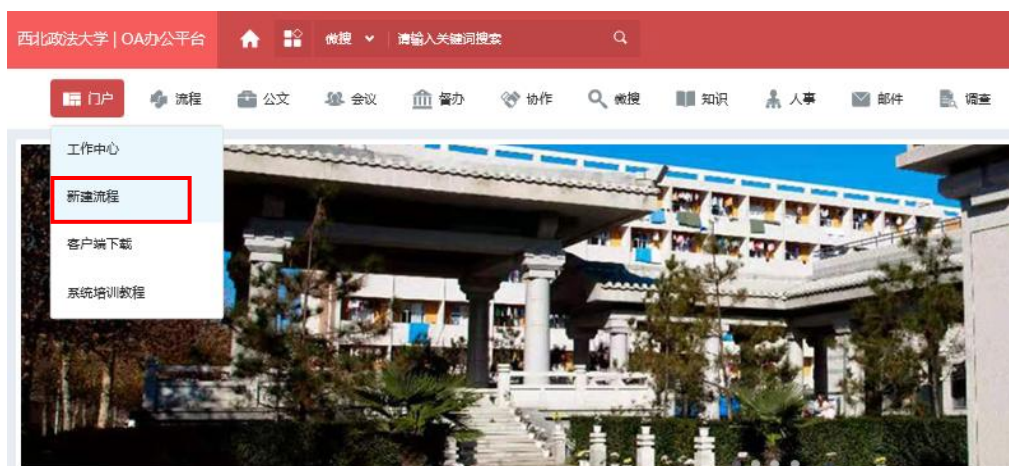 西北政法大学 | OA办公平台 微搜 请输入关键词搜索
门户 流程 公文 会议 督办 协作 微搜 知识 人事 邮件 调查
工作中心
新建流程
客户端下载
系统培训教程